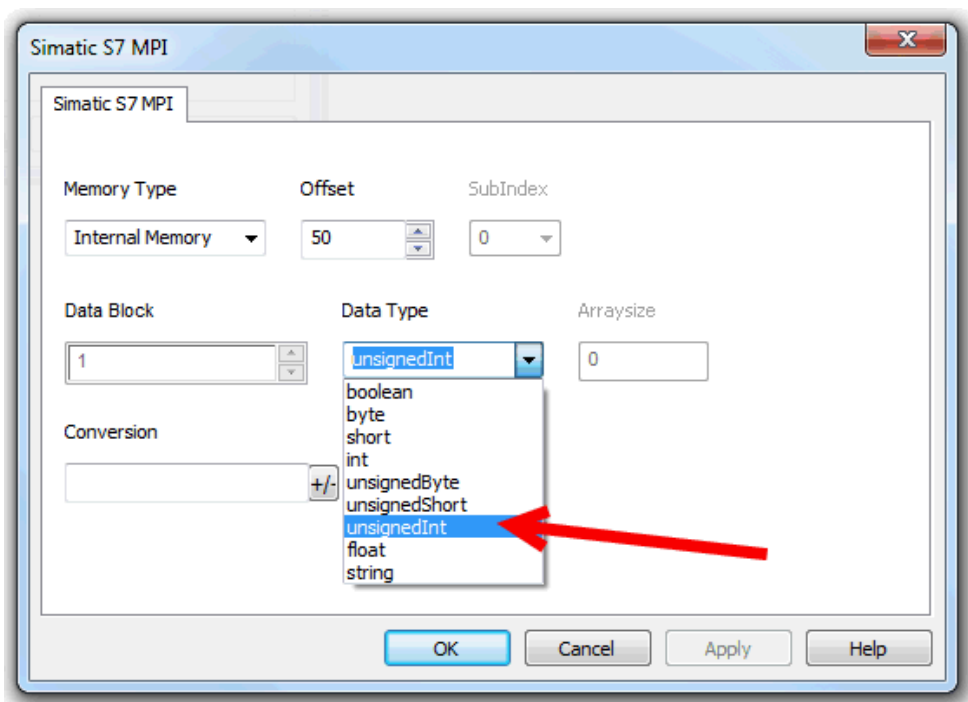 Simatic S7 MPI
Simatic S7 MPI
Memory Type Offset SubIndex
Internal Memory 50 0
Data Block Data Type Arraysize
1 unsignedInt 0
boolean
byte
short
int
unsignedByte
unsignedShort
unsignedInt
float
string
Conversion
+/-
OK Cancel Apply Help